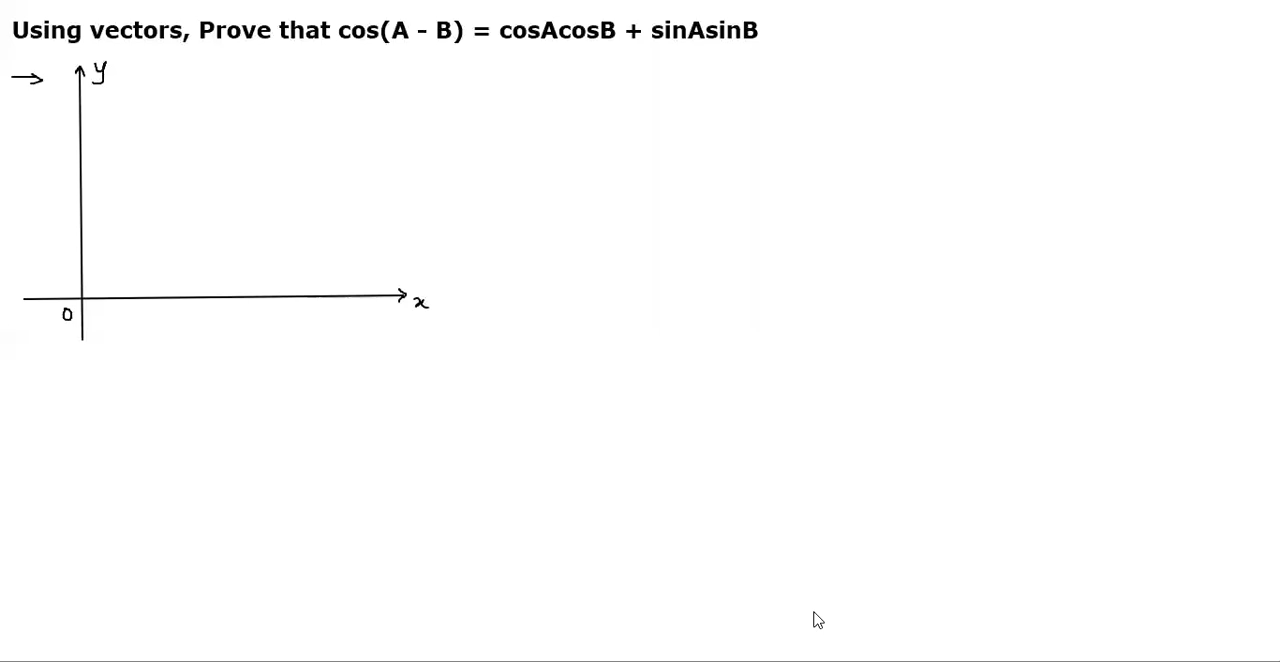 Using vectors, Prove that cos(A - B) = cosAcosB + sinAsinB
→ y
x
0